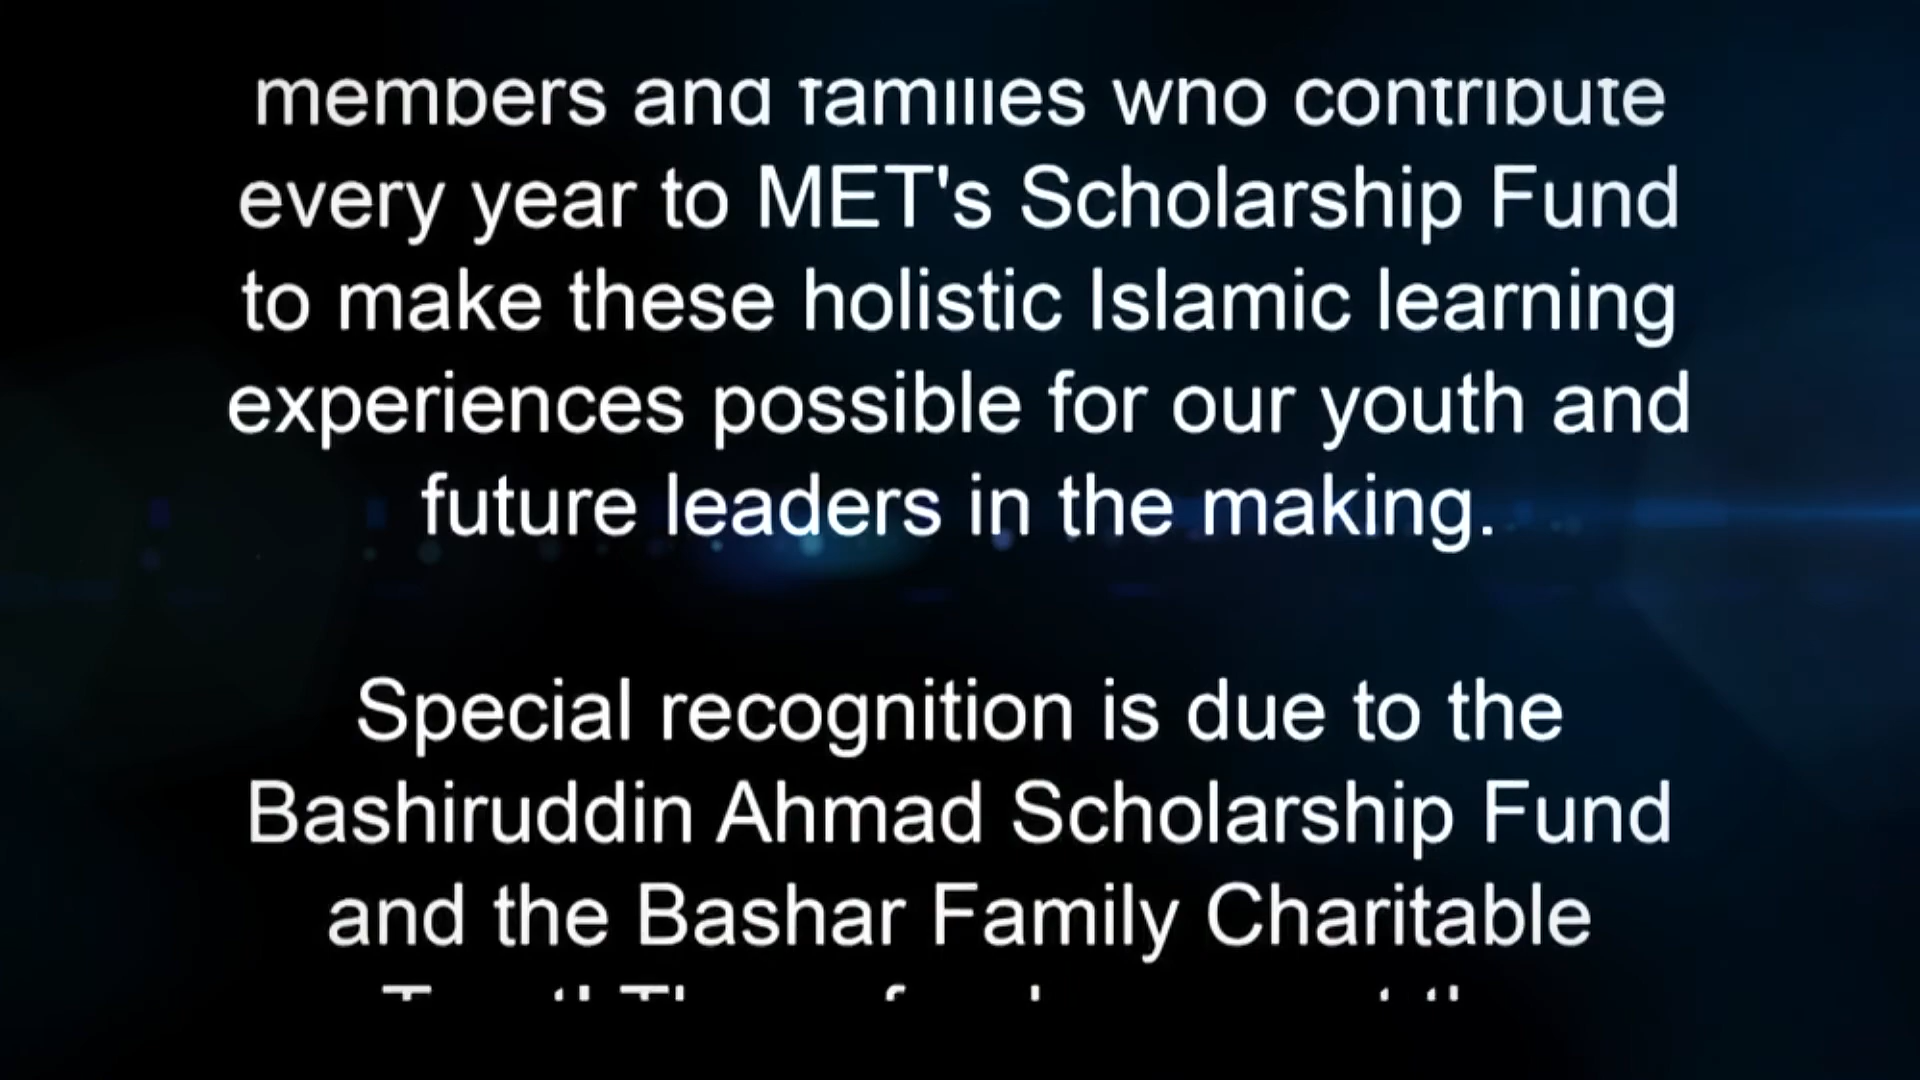 members and families who contribute
every year to MET's Scholarship Fund
to make these holistic Islamic learning
experiences possible for our youth and
future leaders in the making.
Special recognition is due to the
Bashiruddin Ahmad Scholarship Fund
and the Bashar Family Charitable